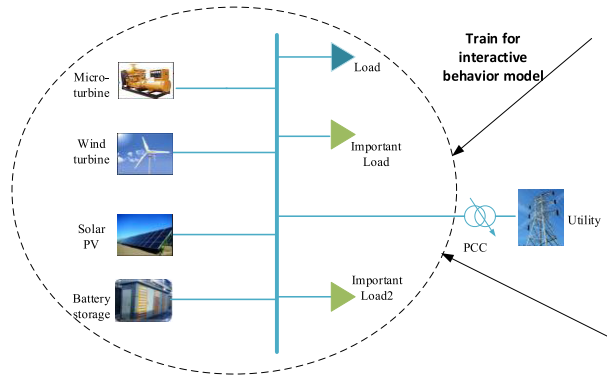 Train for
interactive
behavior model
Load
Micro-
turbine
Wind
turbine
Important
Load
Solar
PV
PCC
Utility
Battery
storage
Important
Load2